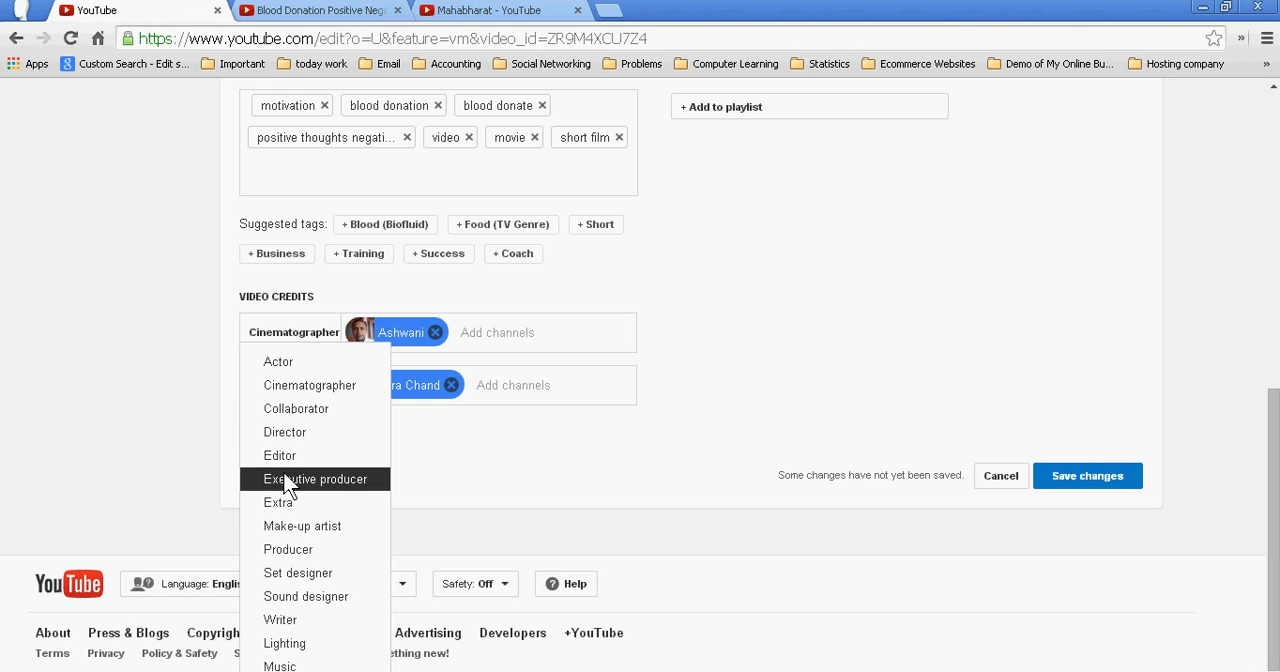 YouTube × Blood Donation Positive Neg × Mahabharat - YouTube ×
https://www.youtube.com/edit?o=U&feature=vm&video_id=ZR9M4XCU7Z4 »
Apps Custom Search - Edit s... Important today work Email Accounting Social Networking Problems Computer Learning Statistics Ecommerce Websites Demo of My Online Bu... Hosting company »
motivation × blood donation × blood donate ×
+ Add to playlist
positive thoughts negati... × video × movie × short film ×
Suggested tags: + Blood (Biofluid) + Food (TV Genre) + Short
+ Business + Training + Success + Coach
VIDEO CREDITS
Cinematographer Ashwani Add channels
Actor
Cinematographer ra Chand Add channels
Collaborator
Director
Editor
Executive producer
Some changes have not yet been saved. Cancel Save changes
Extra
Make-up artist
Producer
Set designer
YouTube Language: Englis Safety: Off Help
Sound designer
Writer
About Press & Blogs Copyrigh Advertising Developers +YouTube
Lighting
Terms Privacy Policy & Safety S ething new!
Music